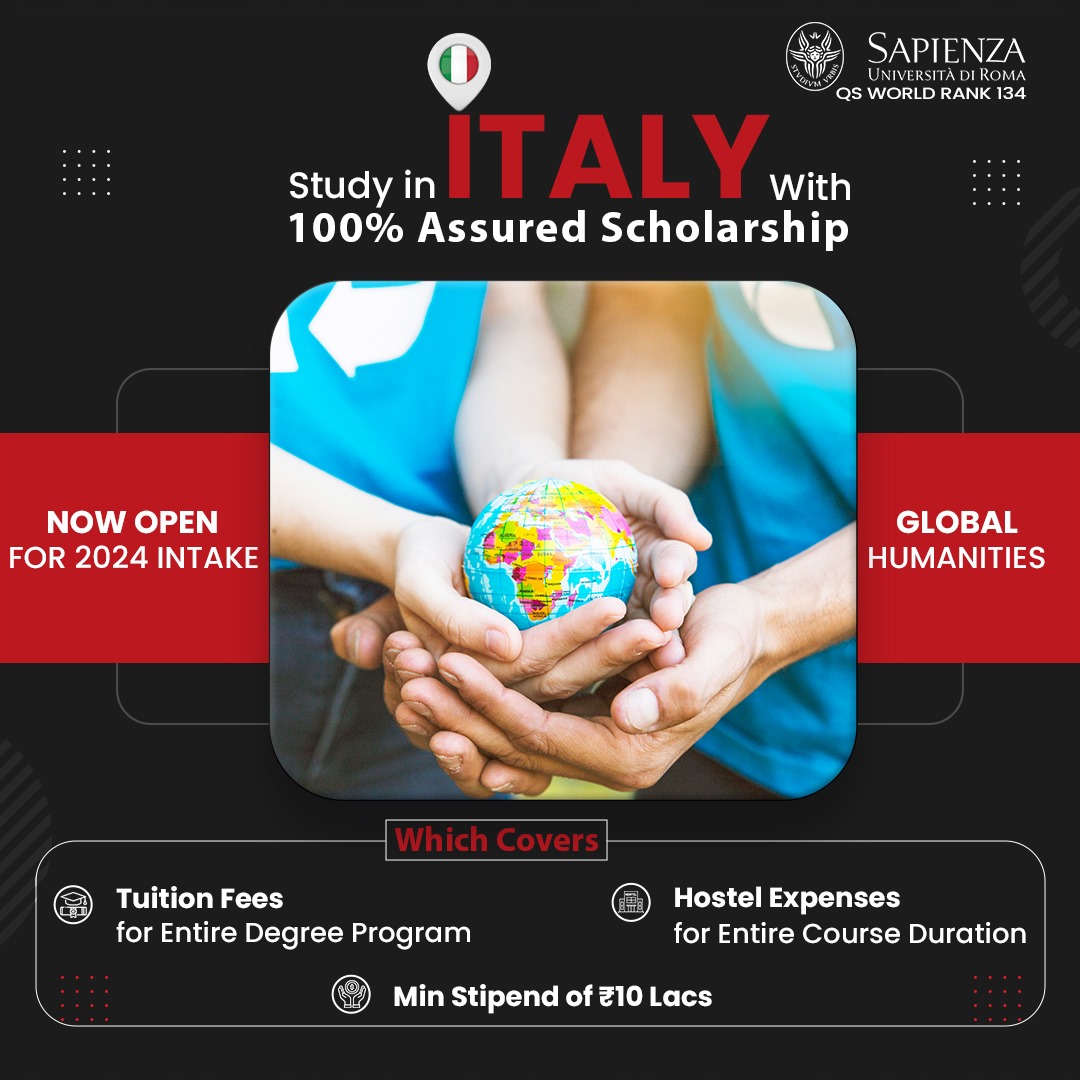 SAPIENZA
UNIVERSITÀ DI ROMA
QS WORLD RANK 134
STVDIVM VRBIS
Study in ITALY With
100% Assured Scholarship
NOW OPEN
FOR 2024 INTAKE
GLOBAL
HUMANITIES
Which Covers
Tuition Fees
for Entire Degree Program
Hostel Expenses
for Entire Course Duration
Min Stipend of ₹10 Lacs